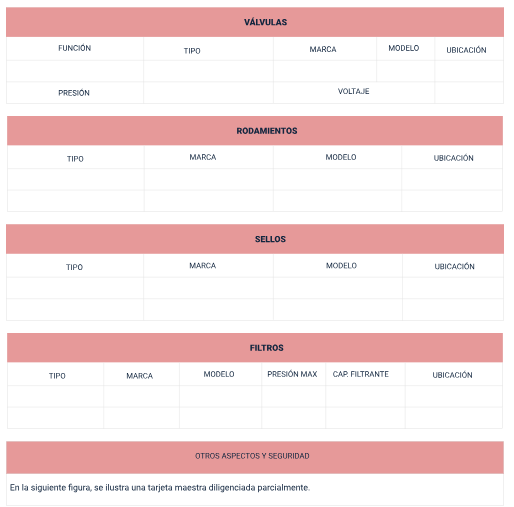 VÁLVULAS
FUNCIÓN TIPO MARCA MODELO UBICACIÓN
PRESIÓN VOLTAJE
RODAMIENTOS
TIPO MARCA MODELO UBICACIÓN
SELLOS
TIPO MARCA MODELO UBICACIÓN
FILTROS
TIPO MARCA MODELO PRESIÓN MAX CAP. FILTRANTE UBICACIÓN
OTROS ASPECTOS Y SEGURIDAD
En la siguiente figura, se ilustra una tarjeta maestra diligenciada parcialmente.